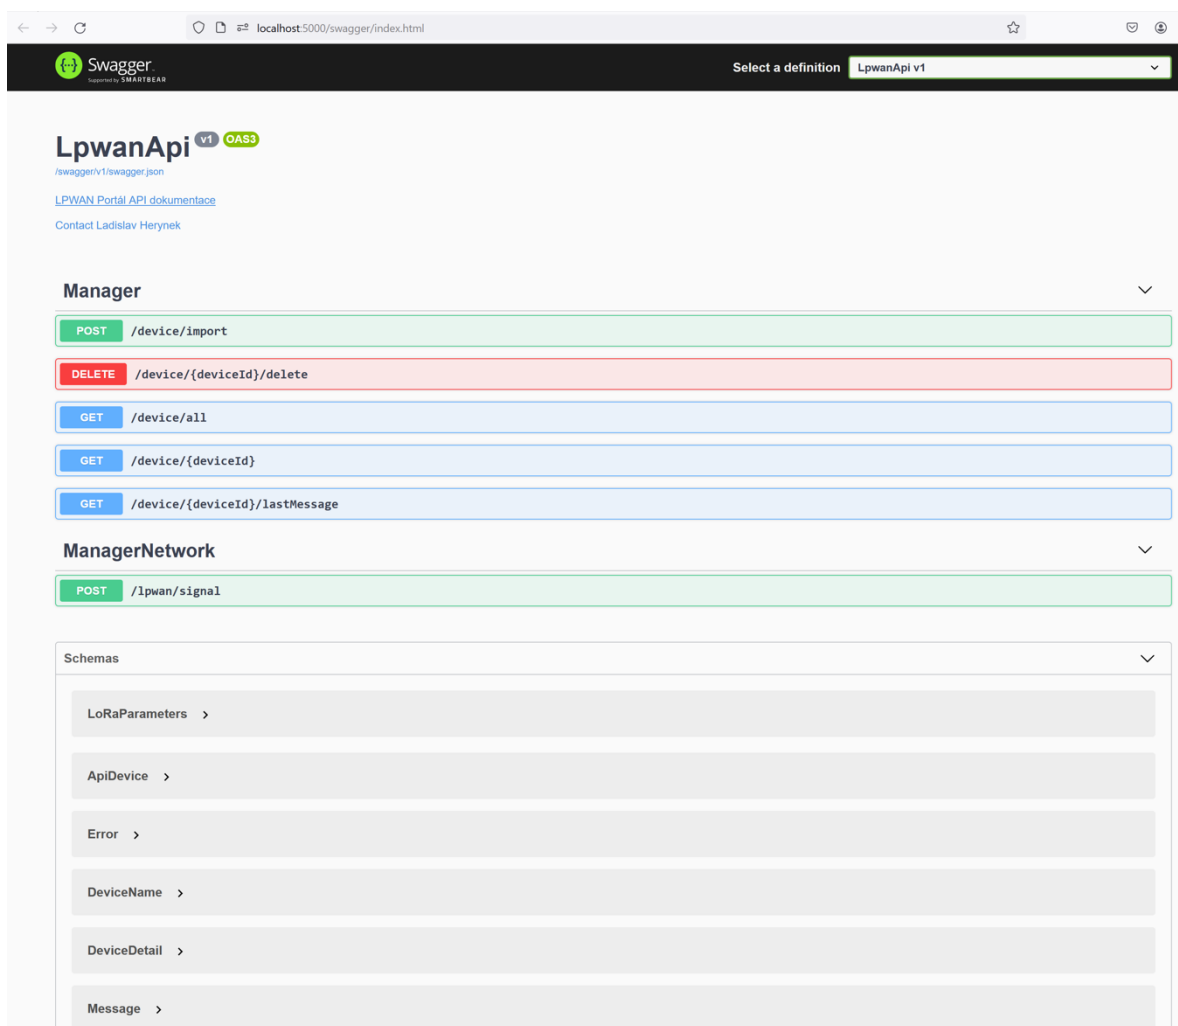 localhost:5000/swagger/index.html
Swagger.
Supported by SMARTBEAR
Select a definition
LpwanApi v1
LpwanApi v1 OAS3
/swagger/v1/swagger.json
LPWAN Portál API dokumentace
Contact Ladislav Herynek
Manager
POST /device/import
DELETE /device/{deviceId}/delete
GET /device/all
GET /device/{deviceId}
GET /device/{deviceId}/lastMessage
ManagerNetwork
POST /lpwan/signal
Schemas
LoRaParameters
ApiDevice
Error
DeviceName
DeviceDetail
Message